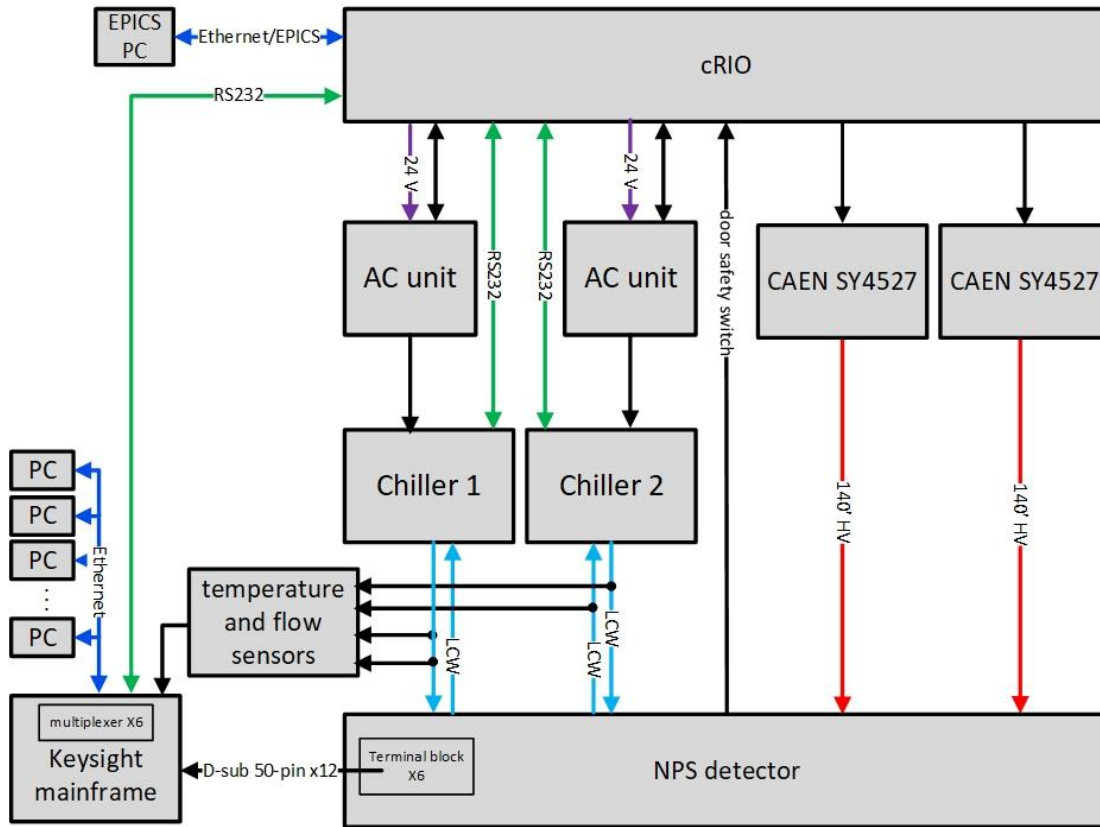 EPICS
PC
Ethernet/EPICS
cRIO
RS232
24 V
24 V
AC unit
RS232
RS232
AC unit
door safety switch
CAEN SY4527
CAEN SY4527
Chiller 1
Chiller 2
140' HV
140' HV
PC
PC
PC
⋮
PC
Ethernet
temperature
and flow
sensors
LCW
LCW
LCW
multiplexer X6
Keysight
mainframe
D-sub 50-pin x12
Terminal block
X6
NPS detector